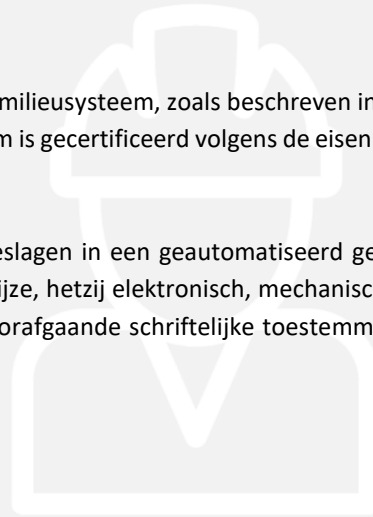 milieusysteem, zoals beschreven in
m is gecertificeerd volgens de eisen
eslagen in een geautomatiseerd ge
ijze, hetzij elektronisch, mechanisc
orafgaande schriftelijke toestemm